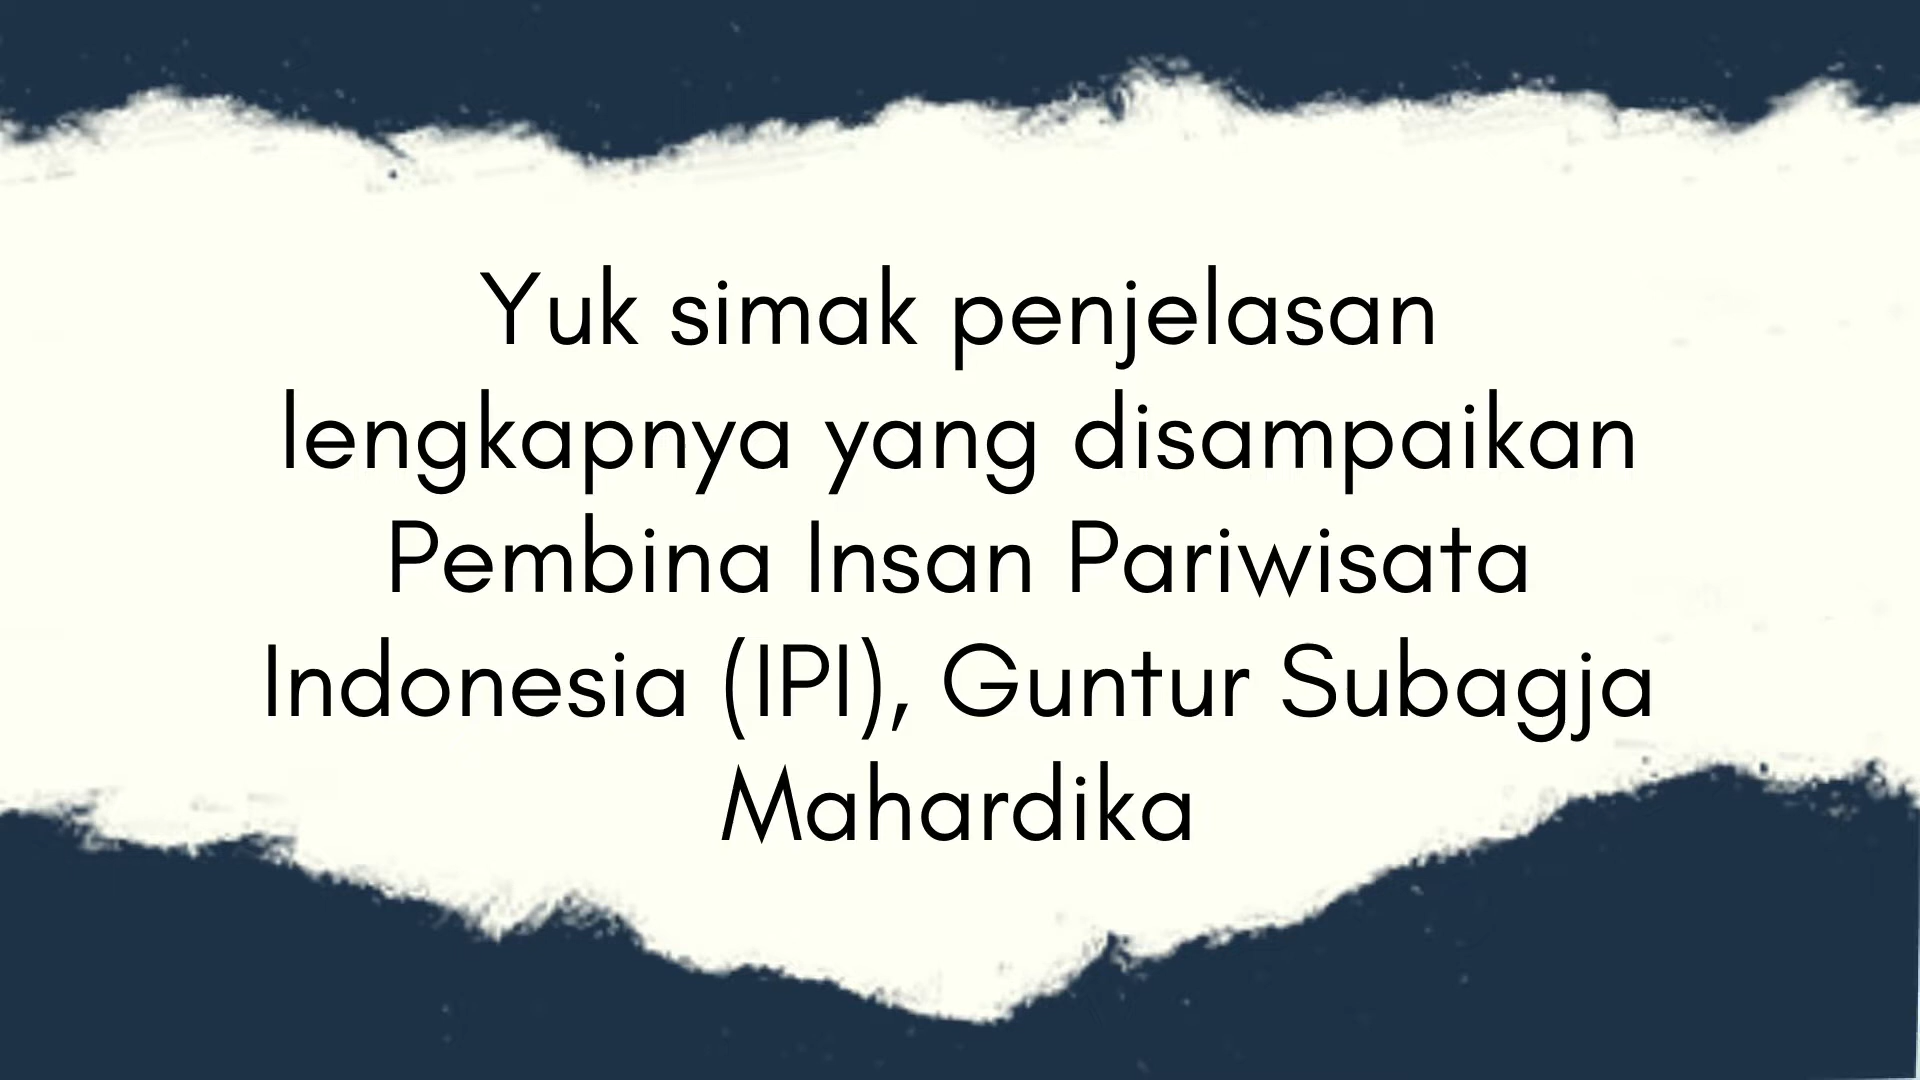 Yuk simak penjelasan
lengkapnya yang disampaikan
Pembina Insan Pariwisata
Indonesia (IPI), Guntur Subagja
Mahardika